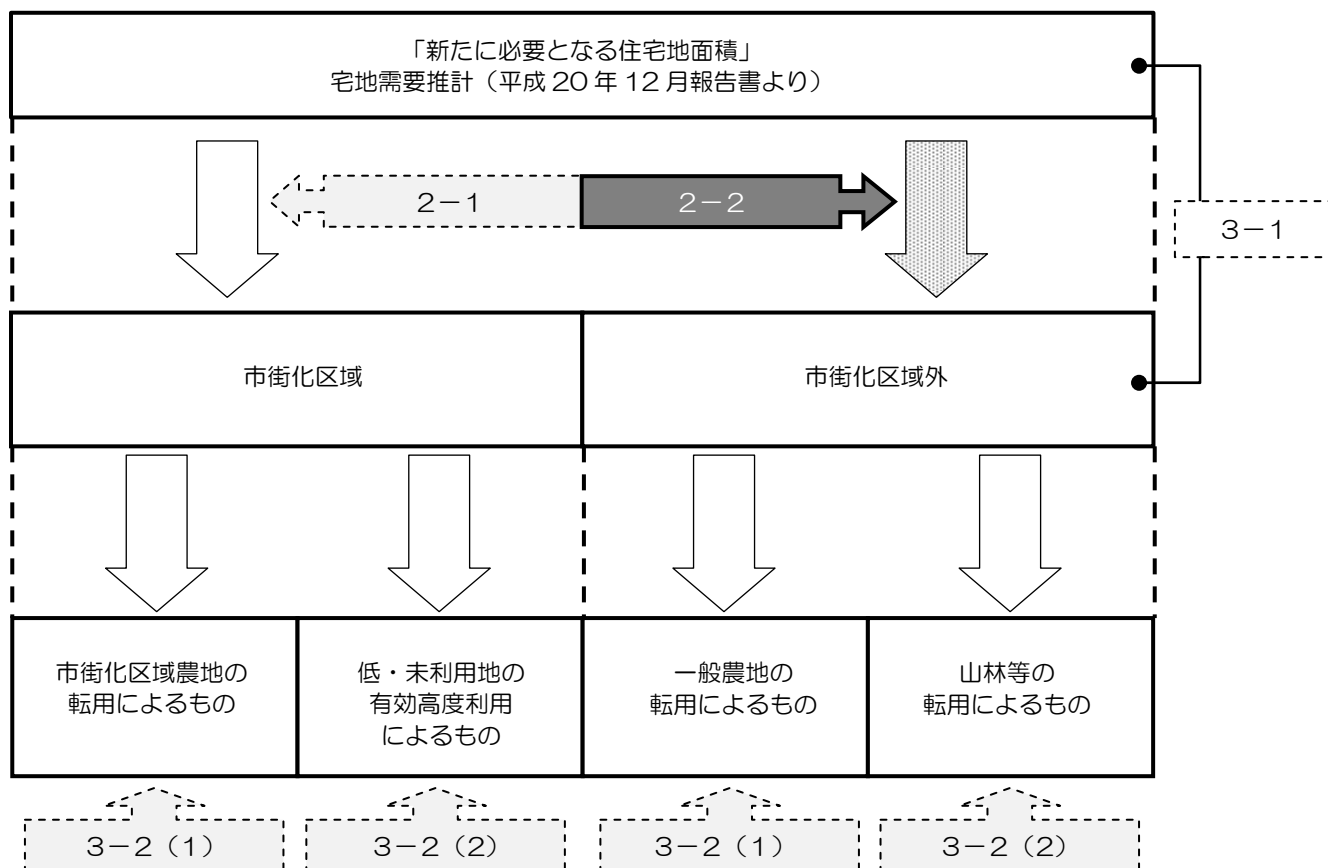 「新たに必要となる住宅地面積」
宅地需要推計(平成20年12月報告書より)
2-1
2-2
3-1
市街化区域
市街化区域外
市街化区域農地の
転用によるもの
低・未利用地の
有効高度利用
によるもの
一般農地の
転用によるもの
山林等の
転用によるもの
3-2(1)
3-2(2)
3-2(1)
3-2(2)